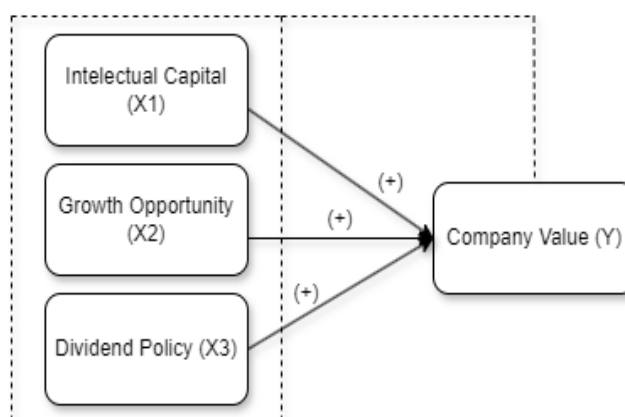 Intelectual Capital
(X1)
(+)
Growth Opportunity
(X2)
(+)
Company Value (Y)
(+)
Dividend Policy (X3)